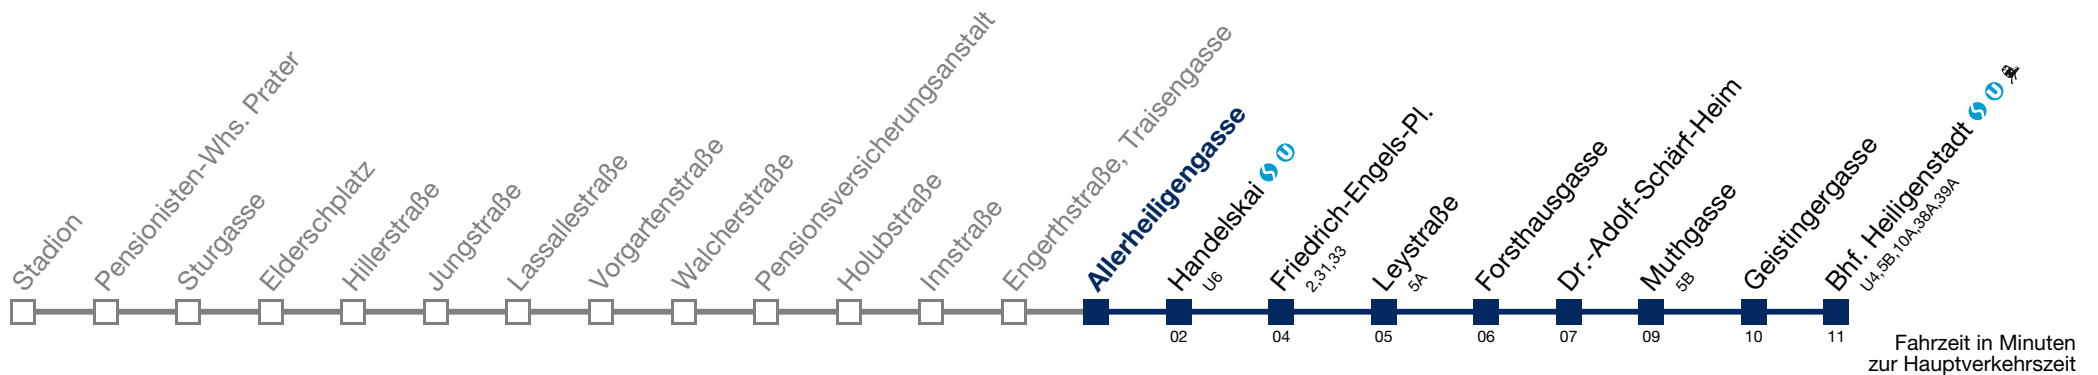 Stadion
Pensionisten-Whs. Prater
Sturgasse
Elderschplatz
Hillerstraße
Jungstraße
Lassallestraße
Vorgartenstraße
Walcherstraße
Pensionsversicherungsanstalt
Holubstraße
Innstraße
Engerthstraße, Traisengasse
Allerheiligengasse
Handelskai S U
U6
Friedrich-Engels-Pl.
2,31,33
Leystraße
5A
Forsthausgasse
Dr.-Adolf-Schärf-Heim
Muthgasse
5B
Geistingergasse
Bhf. Heiligenstadt S U
U4,5B,10A,38A,39A
02 04 05 06 07 09 10 11
Fahrzeit in Minuten
zur Hauptverkehrszeit